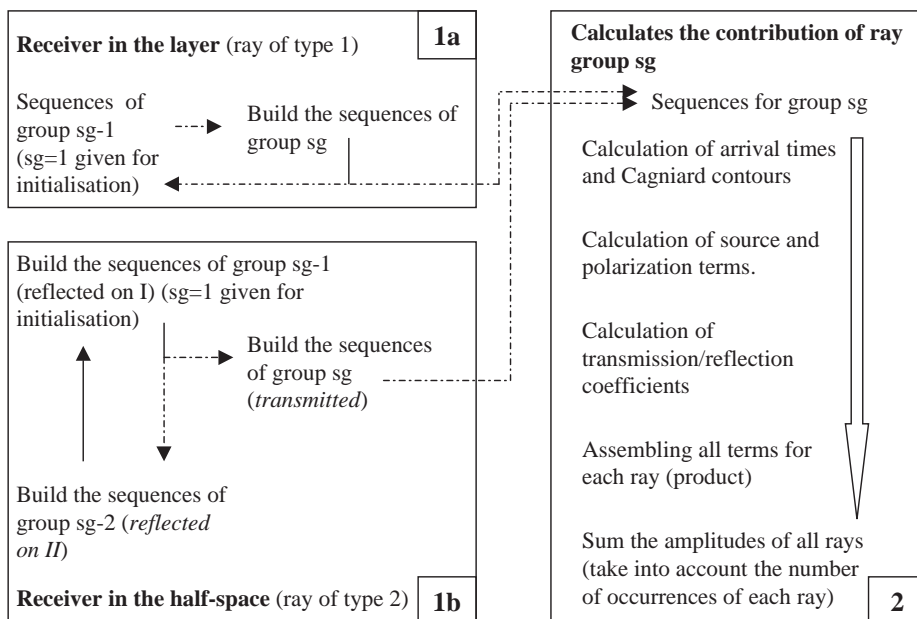 Receiver in the layer (ray of type 1)
1a
Sequences of
group sg-1
(sg=1 given for
initialisation)
Build the sequences of
group sg
Build the sequences of group sg-1
(reflected on I) (sg=1 given for
initialisation)
Build the sequences
of group sg
(transmitted)
Build the sequences of
group sg-2 (reflected
on II)
Receiver in the half-space (ray of type 2)
1b
Calculates the contribution of ray
group sg
Sequences for group sg
Calculation of arrival times
and Cagniard contours
Calculation of source and
polarization terms.
Calculation of
transmission/reflection
coefficients
Assembling all terms for
each ray (product)
Sum the amplitudes of all rays
(take into account the number
of occurrences of each ray)
2